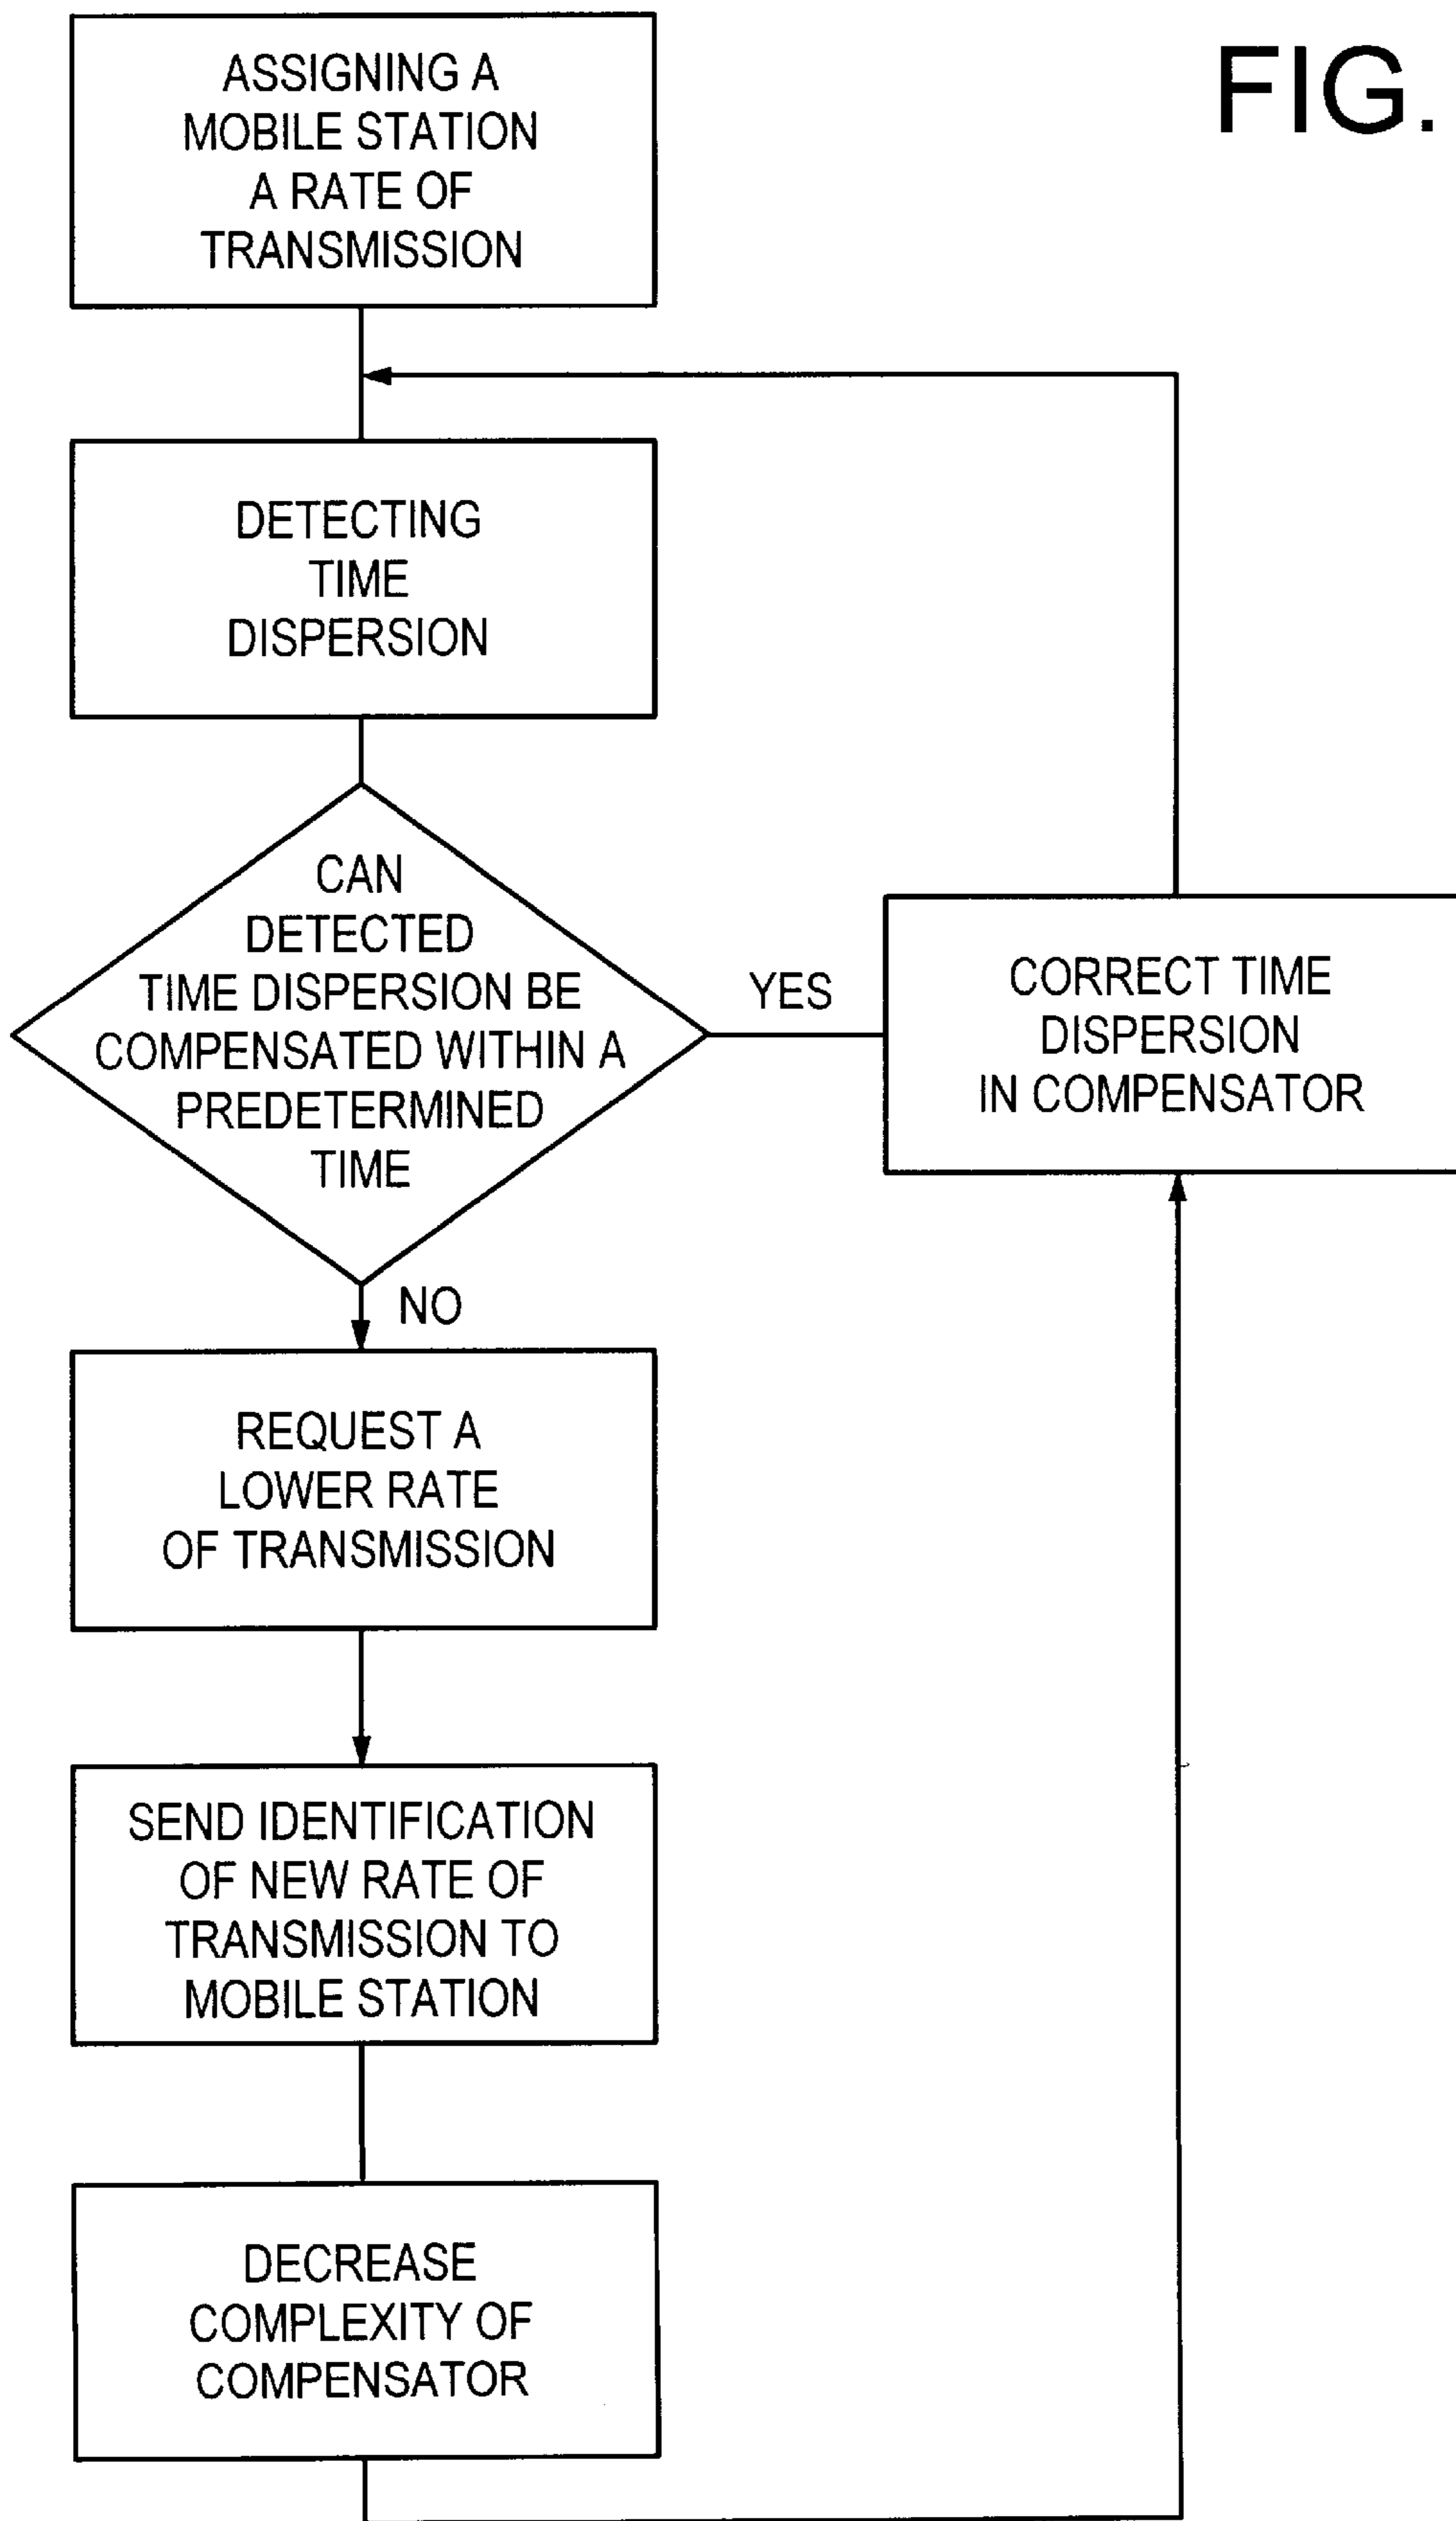 FIG.
ASSIGNING A
MOBILE STATION
A RATE OF
TRANSMISSION
DETECTING
TIME
DISPERSION
CAN
DETECTED
TIME DISPERSION BE
COMPENSATED WITHIN A
PREDETERMINED
TIME
YES
CORRECT TIME
DISPERSION
IN COMPENSATOR
NO
REQUEST A
LOWER RATE
OF TRANSMISSION
SEND IDENTIFICATION
OF NEW RATE OF
TRANSMISSION TO
MOBILE STATION
DECREASE
COMPLEXITY OF
COMPENSATOR